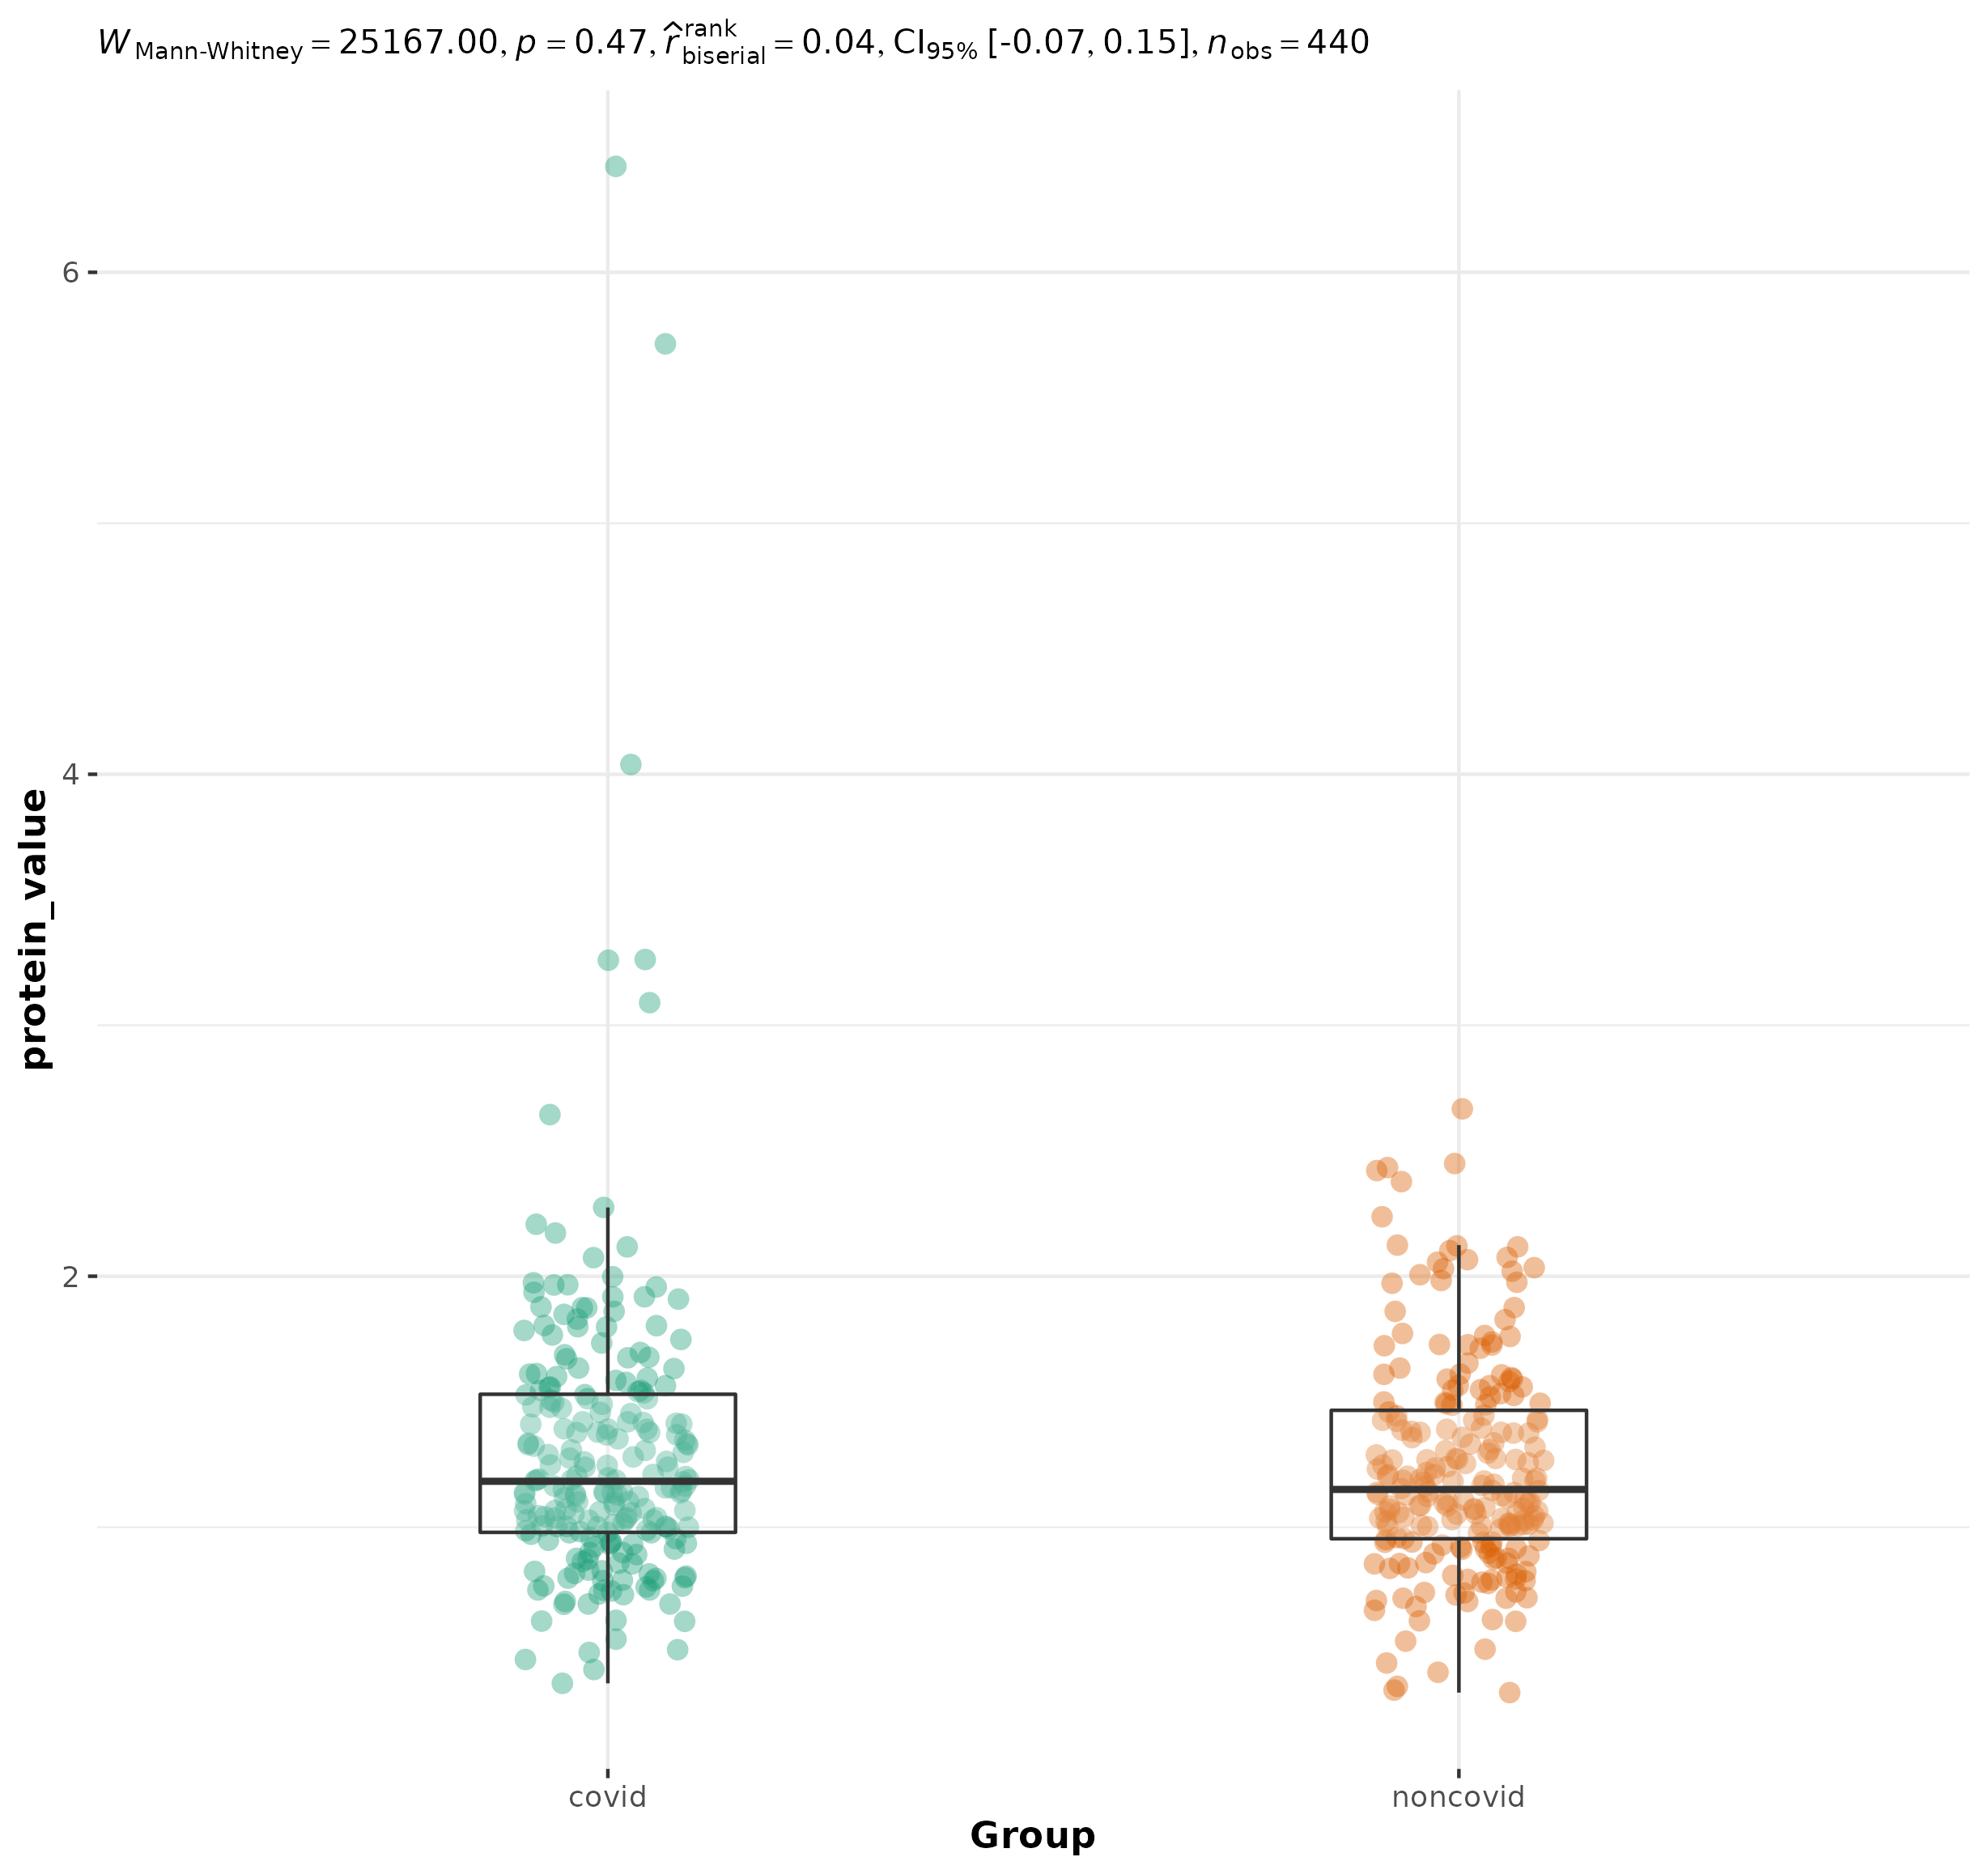 W Mann-Whitney = 25167.00, p = 0.47, r̂ rank biserial = 0.04, CI95% [-0.07, 0.15], n obs = 440
6
4
2
protein_value
covid noncovid
Group